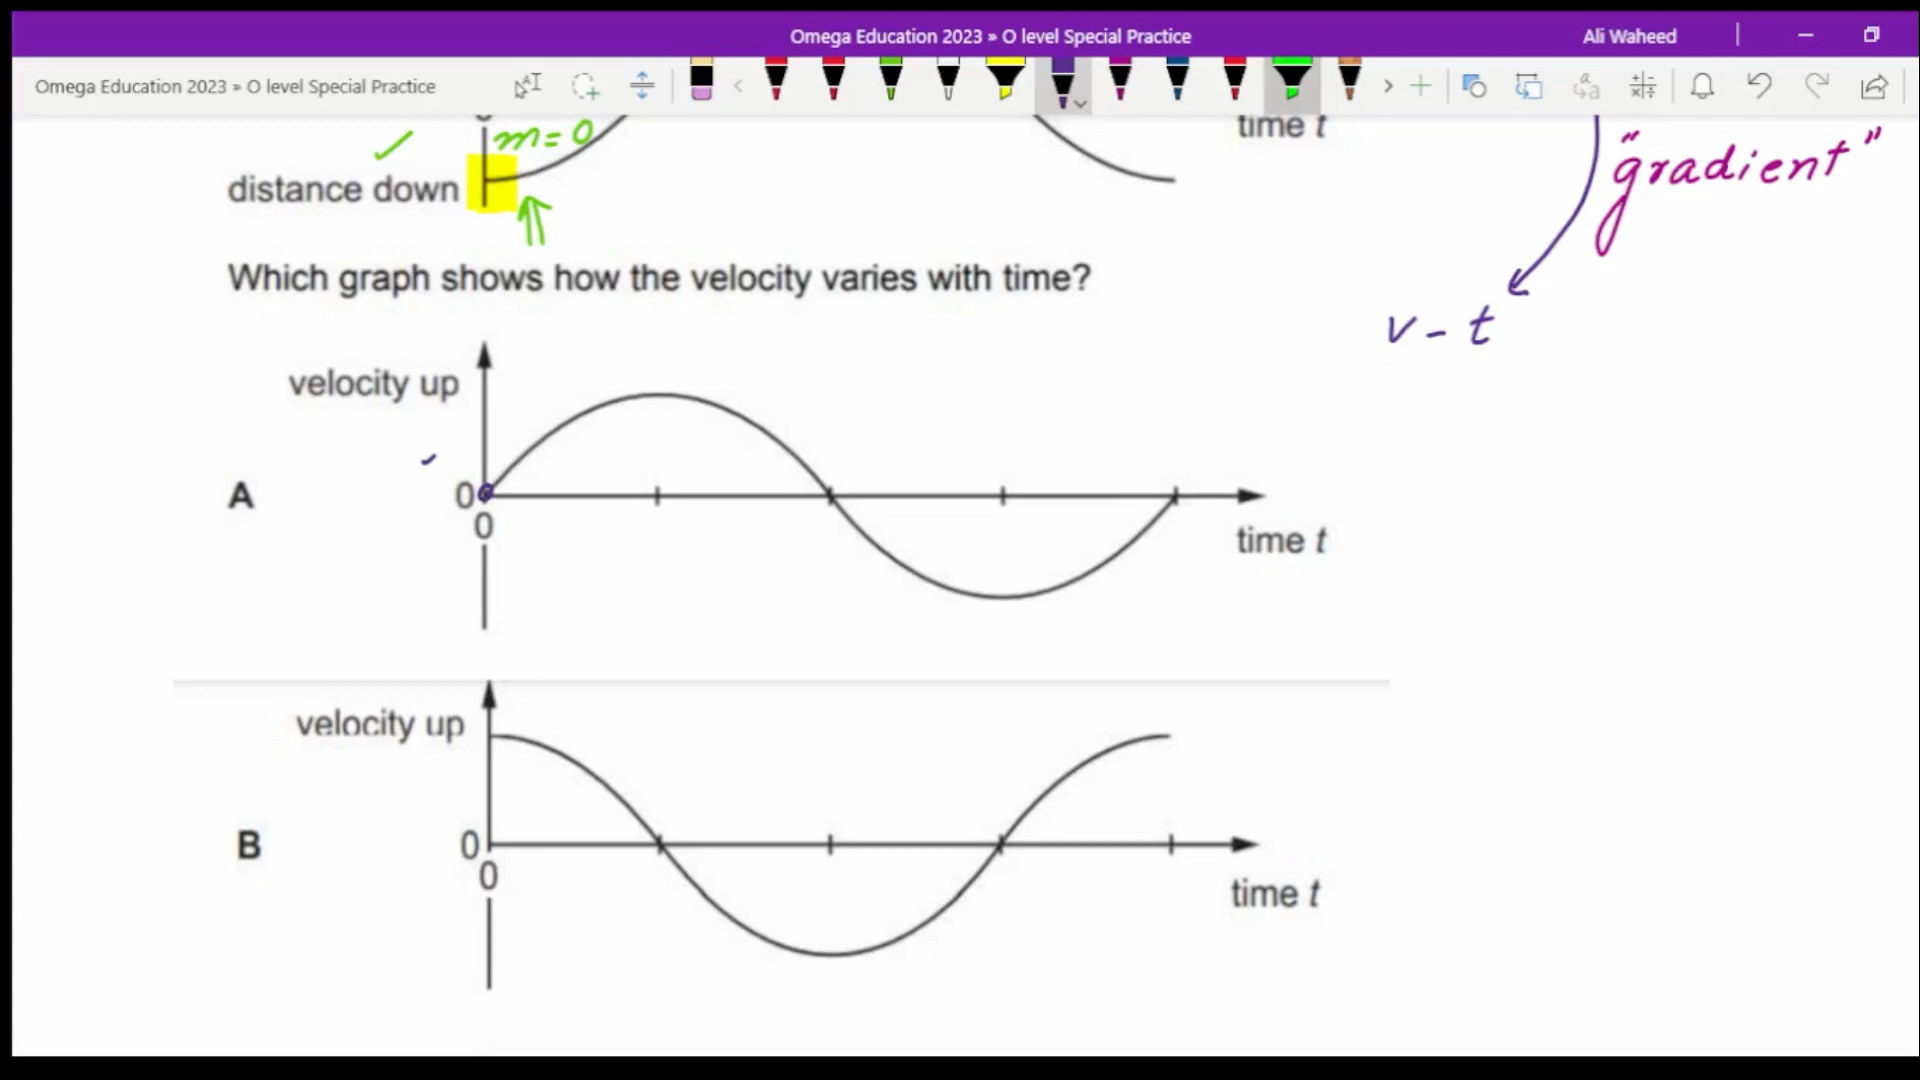 Omega Education 2023 » O level Special Practice
Ali Waheed
Omega Education 2023 » O level Special Practice
m = 0
time t
"gradient"
distance down
Which graph shows how the velocity varies with time?
v - t
velocity up
A
0
0
time t
velocity up
B
0
0
time t